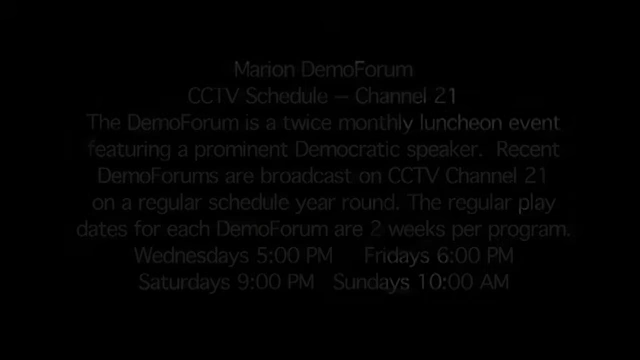 Marion DemoForum
CCTV Schedule – Channel 21
The DemoForum is a twice monthly luncheon event
featuring a prominent Democratic speaker. Recent
DemoForums are broadcast on CCTV Channel 21
on a regular schedule year round. The regular play
dates for each DemoForum are 2 weeks per program.
Wednesdays 5:00 PM Fridays 6:00 PM
Saturdays 9:00 PM Sundays 10:00 AM